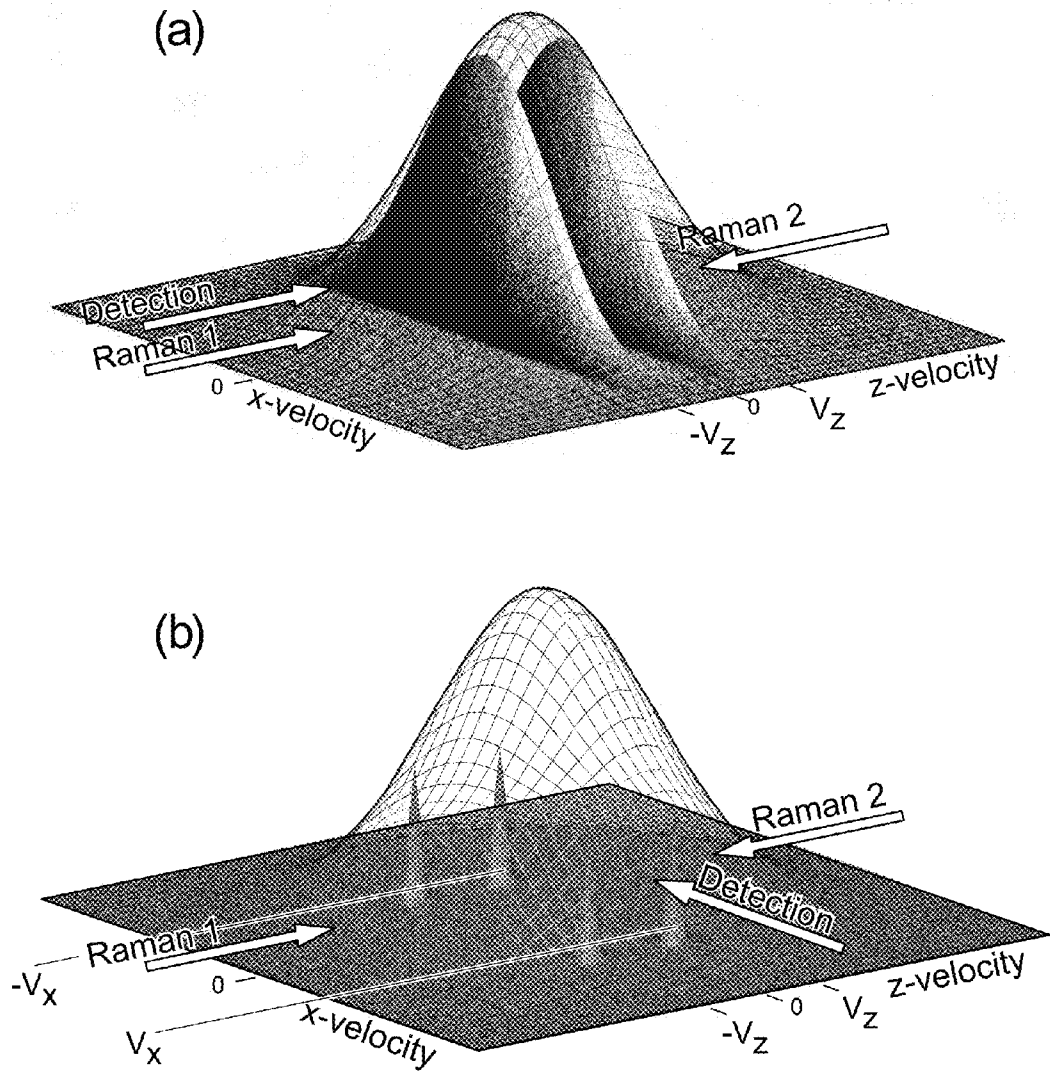 (a)
Raman 2
Detection
Raman 1
0
x-velocity
-Vz
0
Vz
z-velocity
(b)
Raman 2
Detection
Raman 1
-Vx
0
x-velocity
Vx
-Vz
0
Vz
z-velocity